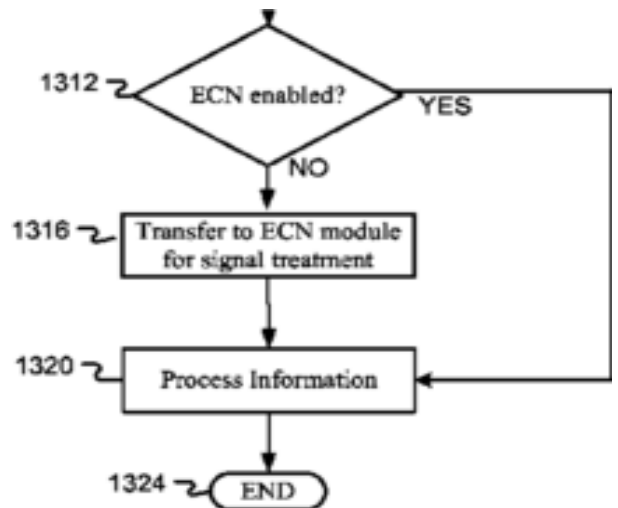 1312
ECN enabled?
YES
NO
1316
Transfer to ECN module
for signal treatment
1320
Process Information
1324
END